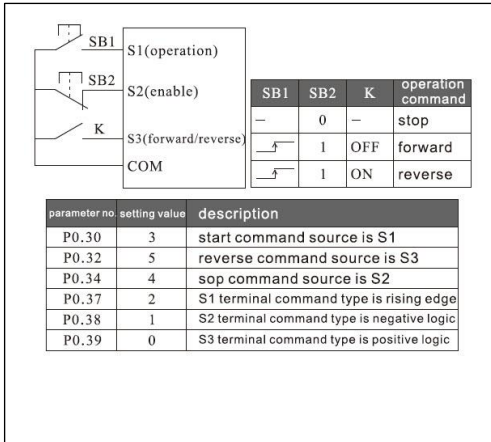 SB1
S1(operation)
SB2
S2(enable)
K
S3(forward/reverse)
COM
SB1 SB2 K operation command
– 0 – stop
1 OFF forward
1 ON reverse
parameter no. setting value description
P0.30 3 start command source is S1
P0.32 5 reverse command source is S3
P0.34 4 sop command source is S2
P0.37 2 S1 terminal command type is rising edge
P0.38 1 S2 terminal command type is negative logic
P0.39 0 S3 terminal command type is positive logic